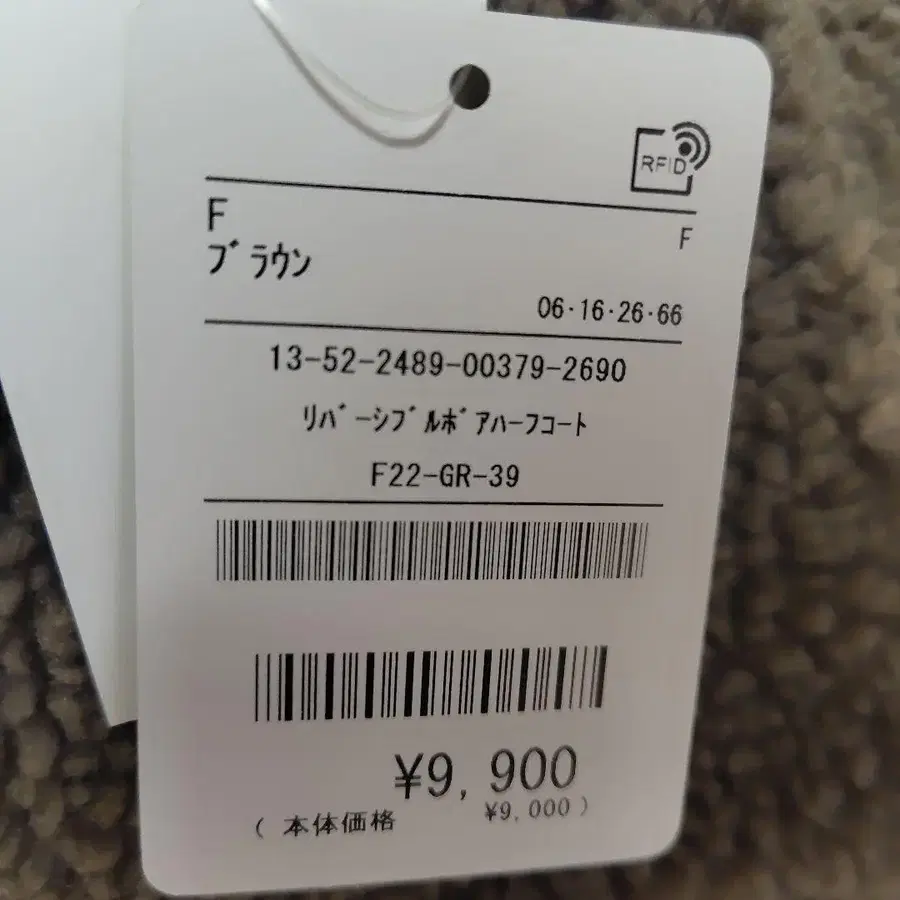 RFID
F
F
ﾌﾞﾗｳﾝ
06·16·26·66
13-52-2489-00379-2690
ﾘﾊﾞｰｼﾌﾞﾙﾎﾞｱﾊｰﾌｺｰﾄ
F22-GR-39
¥9,900
(本体価格 ¥9,000)